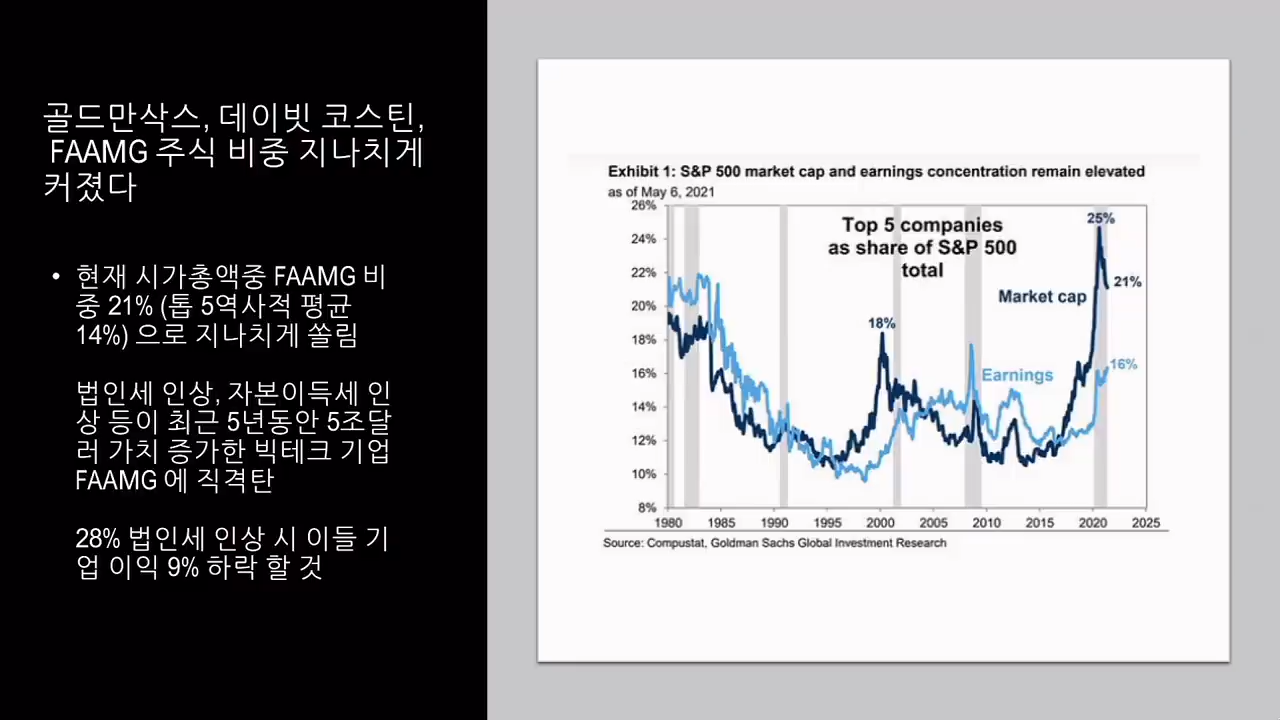 골드만삭스, 데이빗 코스틴,
FAAMG 주식 비중 지나치게
커졌다
• 현재 시가총액중 FAAMG 비
중 21% (톱 5역사적 평균
14%) 으로 지나치게 쏠림
법인세 인상, 자본이득세 인
상 등이 최근 5년동안 5조달
러 가치 증가한 빅테크 기업
FAAMG 에 직격탄
28% 법인세 인상 시 이들 기
업 이익 9% 하락 할 것
Exhibit 1: S&P 500 market cap and earnings concentration remain elevated
as of May 6, 2021
Top 5 companies
as share of S&P 500
total
26%
24%
22%
20%
18%
16%
14%
12%
10%
8%
25%
21%
Market cap
18%
Earnings
16%
1980 1985 1990 1995 2000 2005 2010 2015 2020 2025
Source: Compustat, Goldman Sachs Global Investment Research